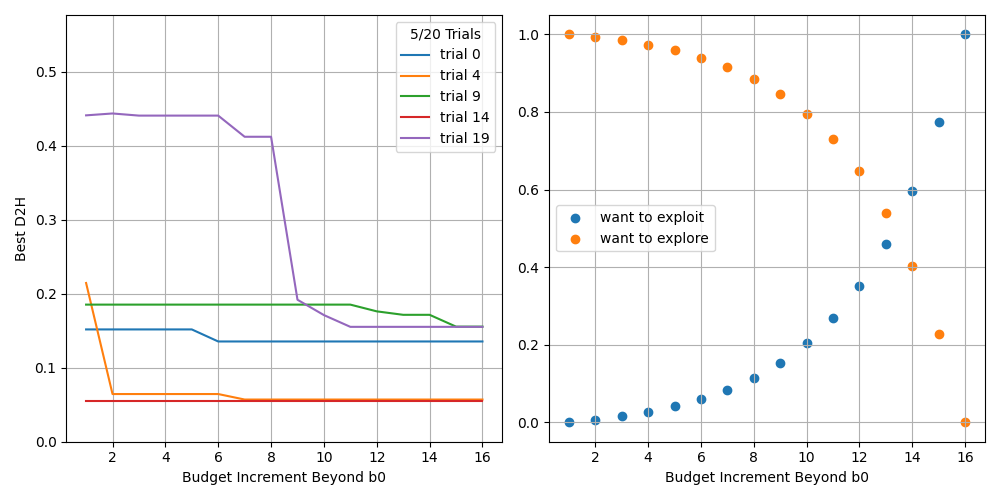 5/20 Trials
trial 0
trial 4
trial 9
trial 14
trial 19
Best D2H
0.5
0.4
0.3
0.2
0.1
0.0
2 4 6 8 10 12 14 16
Budget Increment Beyond b0
1.0
0.8
0.6
0.4
0.2
0.0
want to exploit
want to explore
2 4 6 8 10 12 14 16
Budget Increment Beyond b0